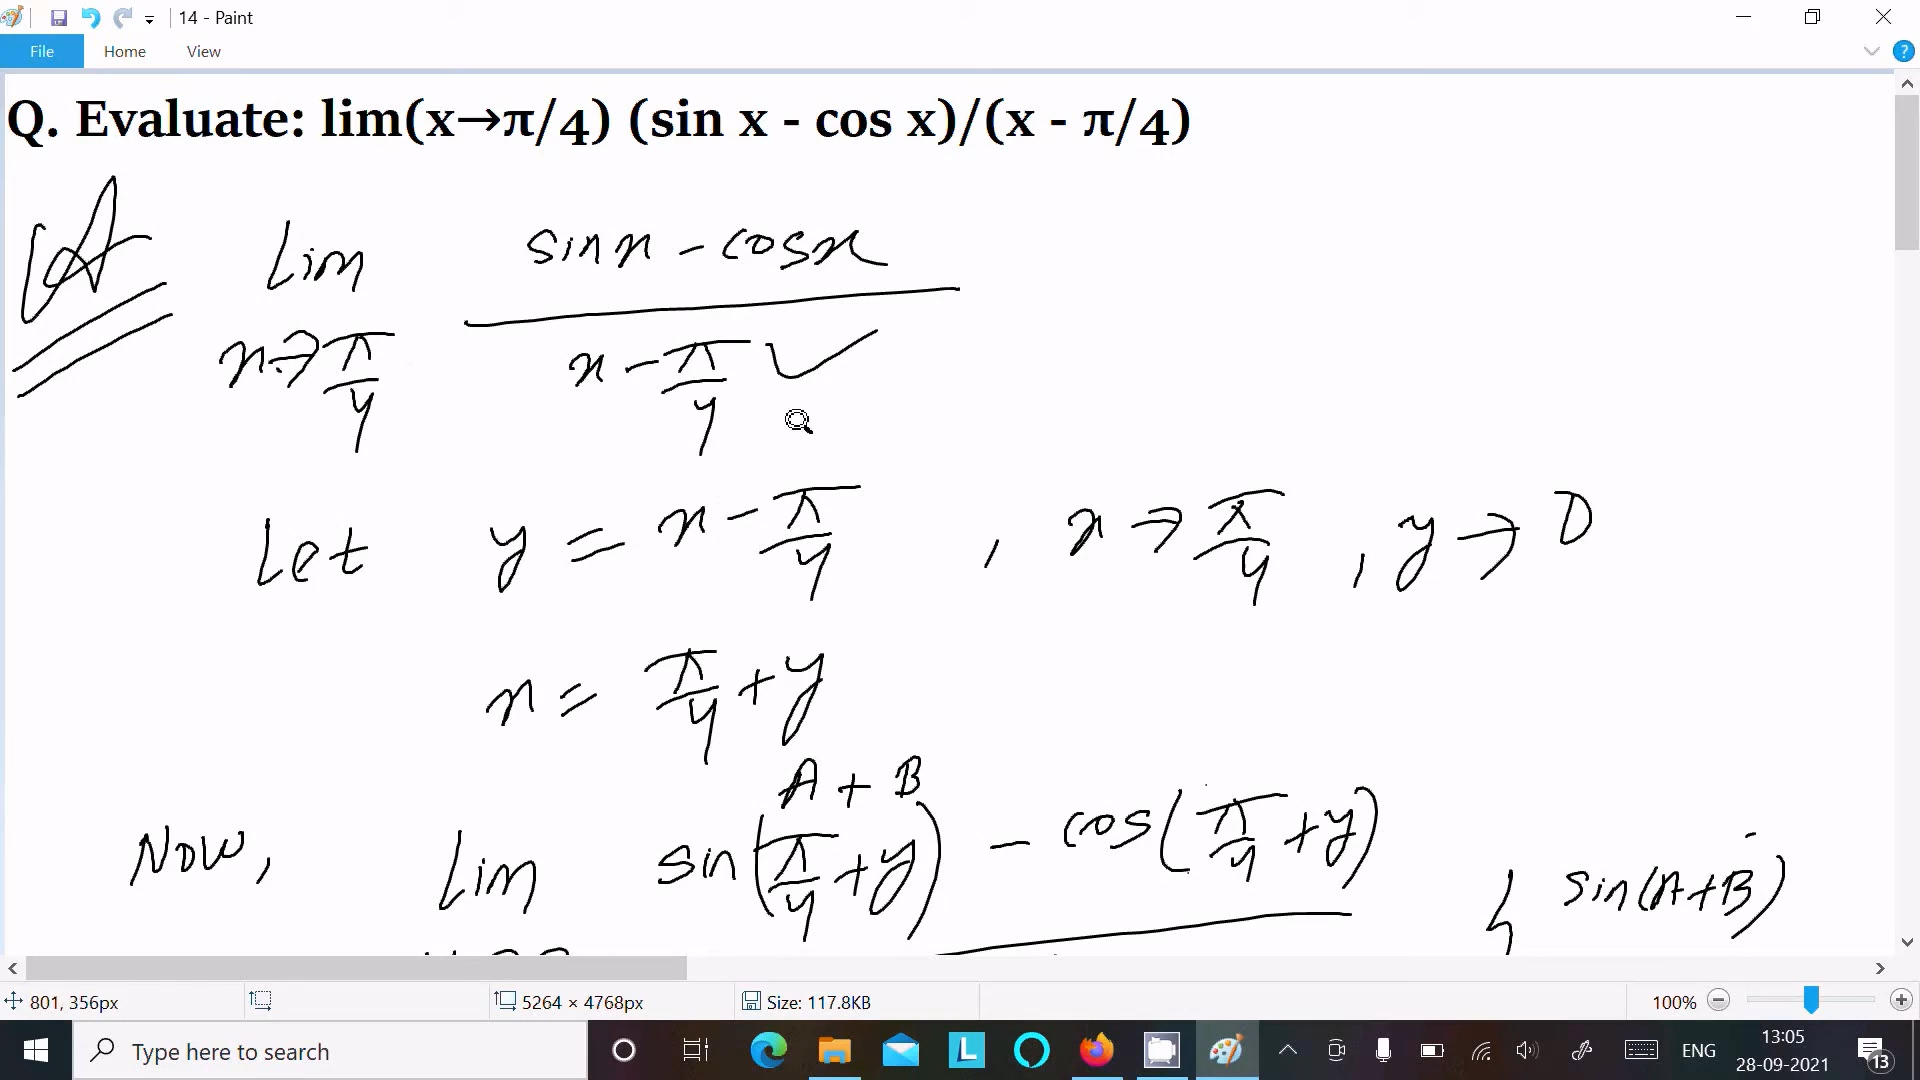 14 - Paint
File Home View
Q. Evaluate: lim(x→π/4) (sin x - cos x)/(x - π/4)
A
Lim sinx - cosx
x→π/4 x - π/4 ✓
Let y = x - π/4 , x → π/4 , y → 0
x = π/4 + y
A + B
Now, Lim sin(π/4 + y) - cos(π/4 + y) { sin(A+B)
801, 356px 5264 × 4768px Size: 117.8KB 100%
Type here to search
ENG
13:05
28-09-2021
13